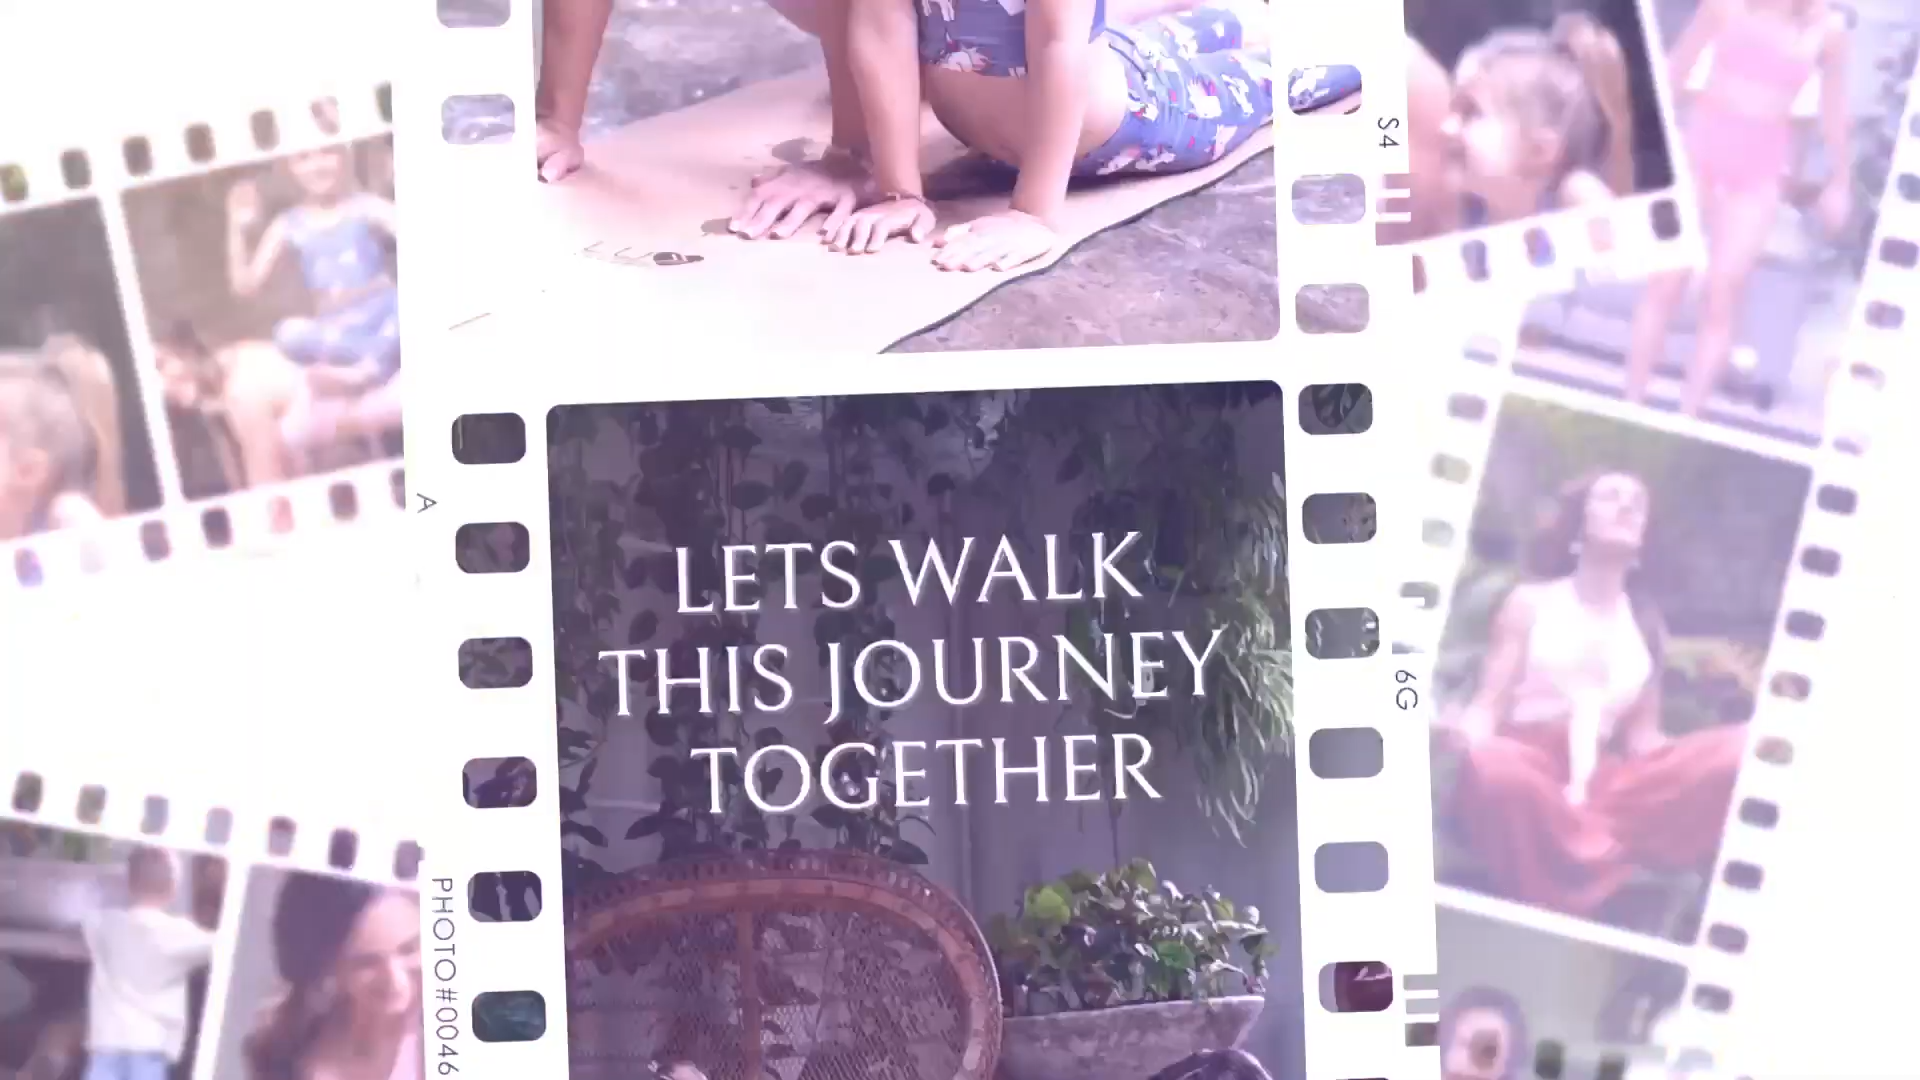 S4
A
LETS WALK
THIS JOURNEY
TOGETHER
6G
PHOTO#0046